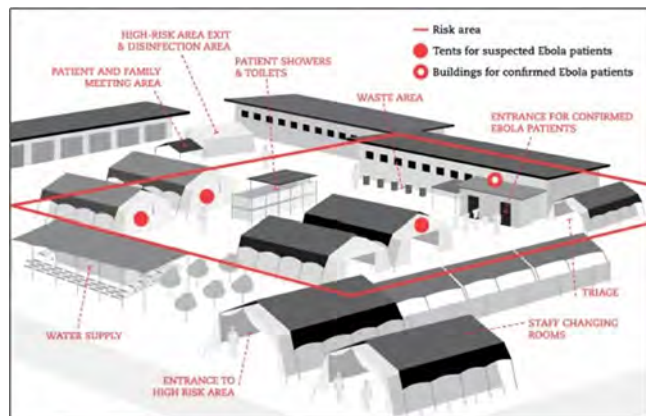 HIGH-RISK AREA EXIT
& DISINFECTION AREA
PATIENT AND FAMILY
MEETING AREA
PATIENT SHOWERS
& TOILETS
Risk area
Tents for suspected Ebola patients
Buildings for confirmed Ebola patients
WASTE AREA
ENTRANCE FOR CONFIRMED
EBOLA PATIENTS
WATER SUPPLY
ENTRANCE TO
HIGH RISK AREA
TRIAGE
STAFF CHANGING
ROOMS